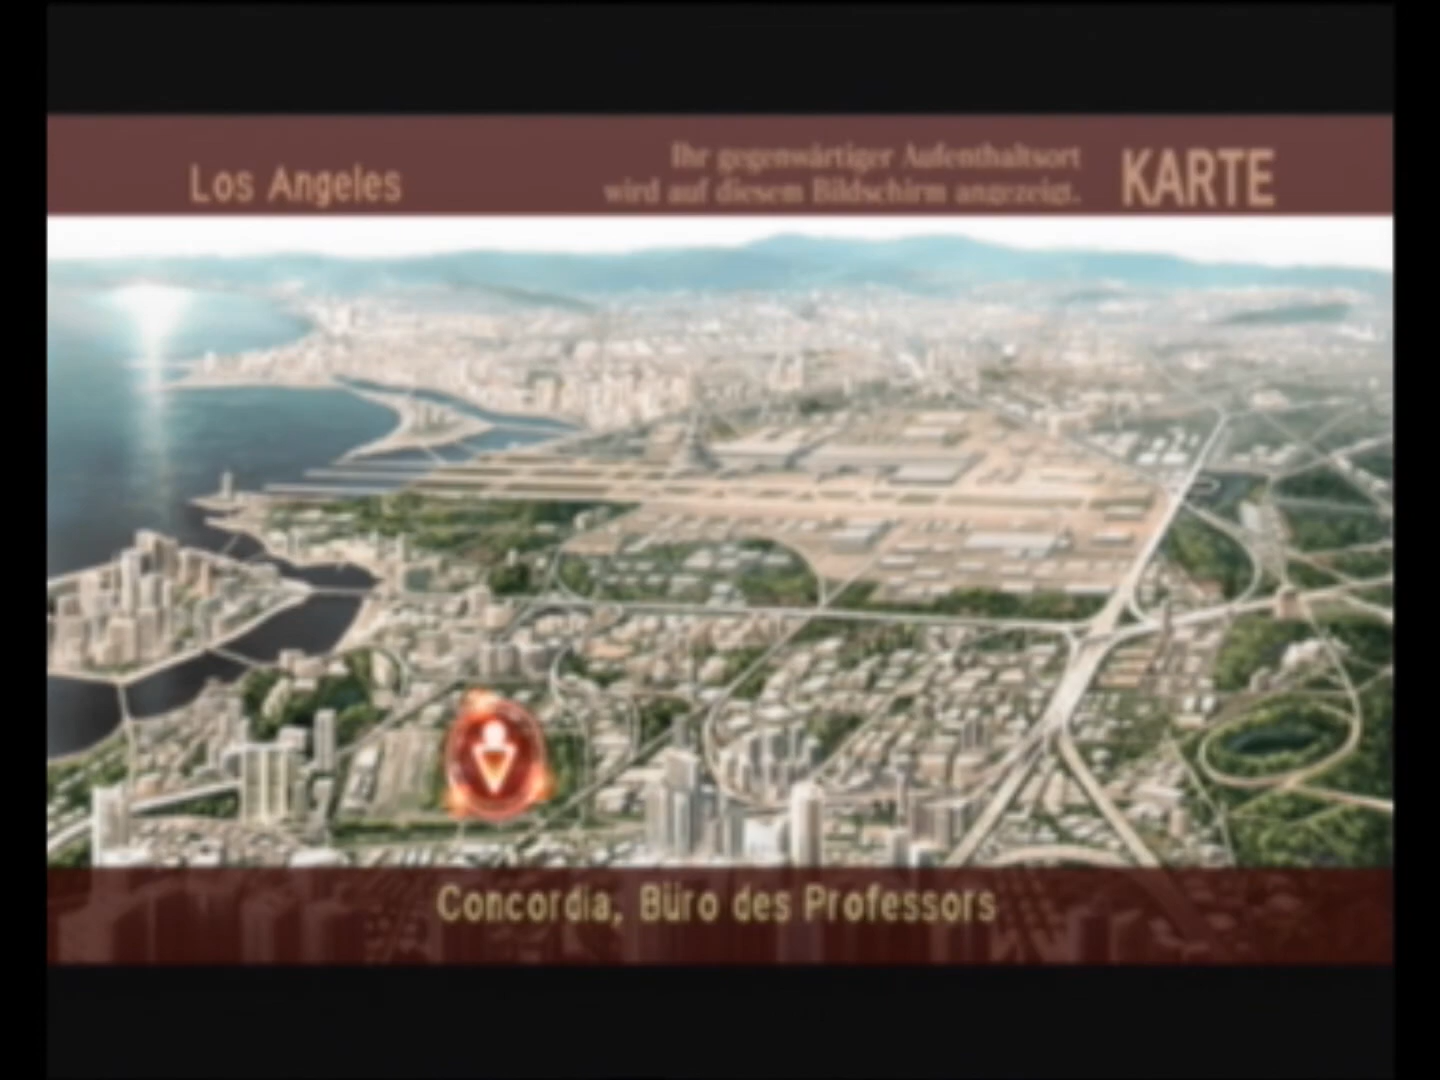 Los Angeles
Ihr gegenwärtiger Aufenthaltsort
wird auf diesem Bildschirm angezeigt.
KARTE
Concordia, Büro des Professors